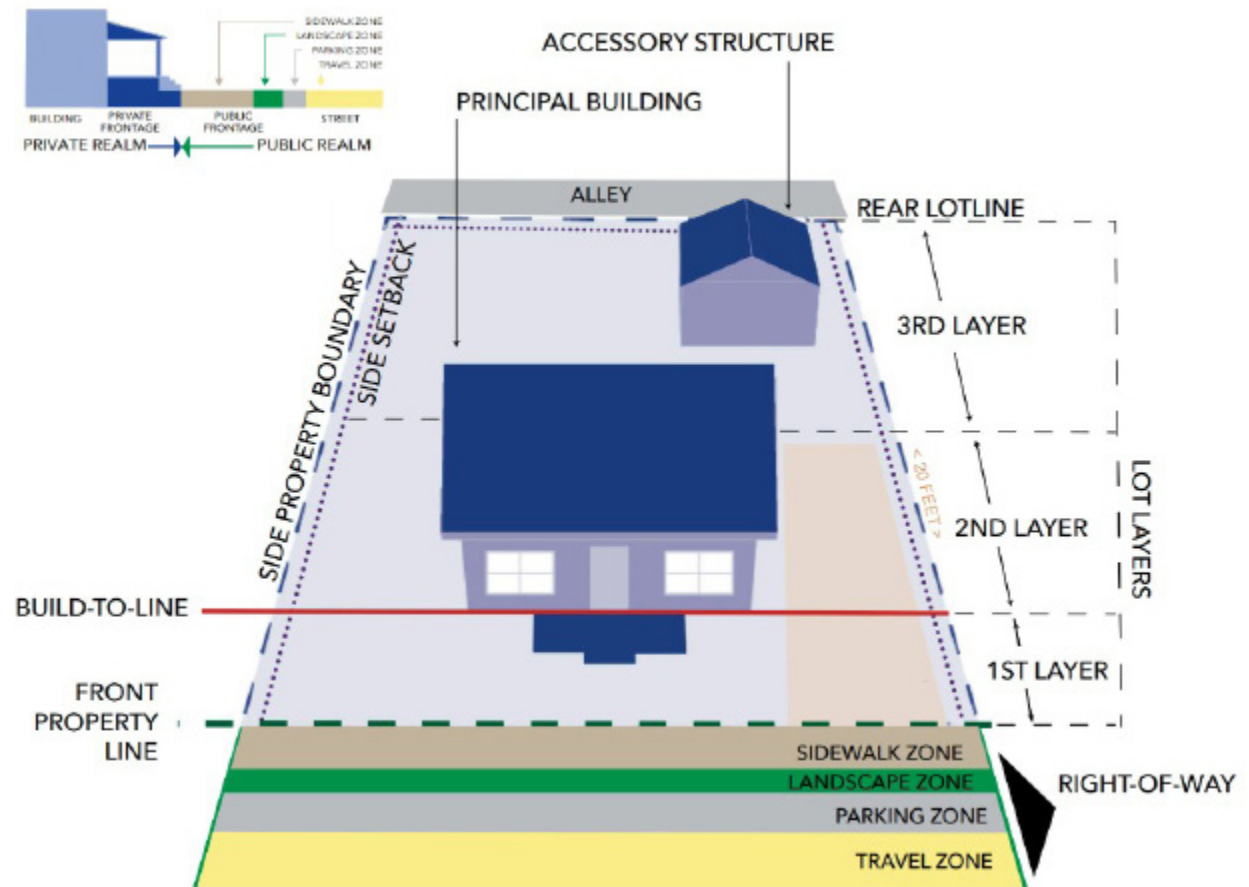 SIDEWALK ZONE
LANDSCAPE ZONE
PARKING ZONE
TRAVEL ZONE
BUILDING
PRIVATE
FRONTAGE
PUBLIC
FRONTAGE
STREET
PRIVATE REALM
PUBLIC REALM
ACCESSORY STRUCTURE
PRINCIPAL BUILDING
ALLEY
REAR LOTLINE
SIDE PROPERTY BOUNDARY
SIDE SETBACK
3RD LAYER
< 20 FEET >
2ND LAYER
LOT LAYERS
BUILD-TO-LINE
1ST LAYER
FRONT
PROPERTY
LINE
SIDEWALK ZONE
LANDSCAPE ZONE
PARKING ZONE
TRAVEL ZONE
RIGHT-OF-WAY